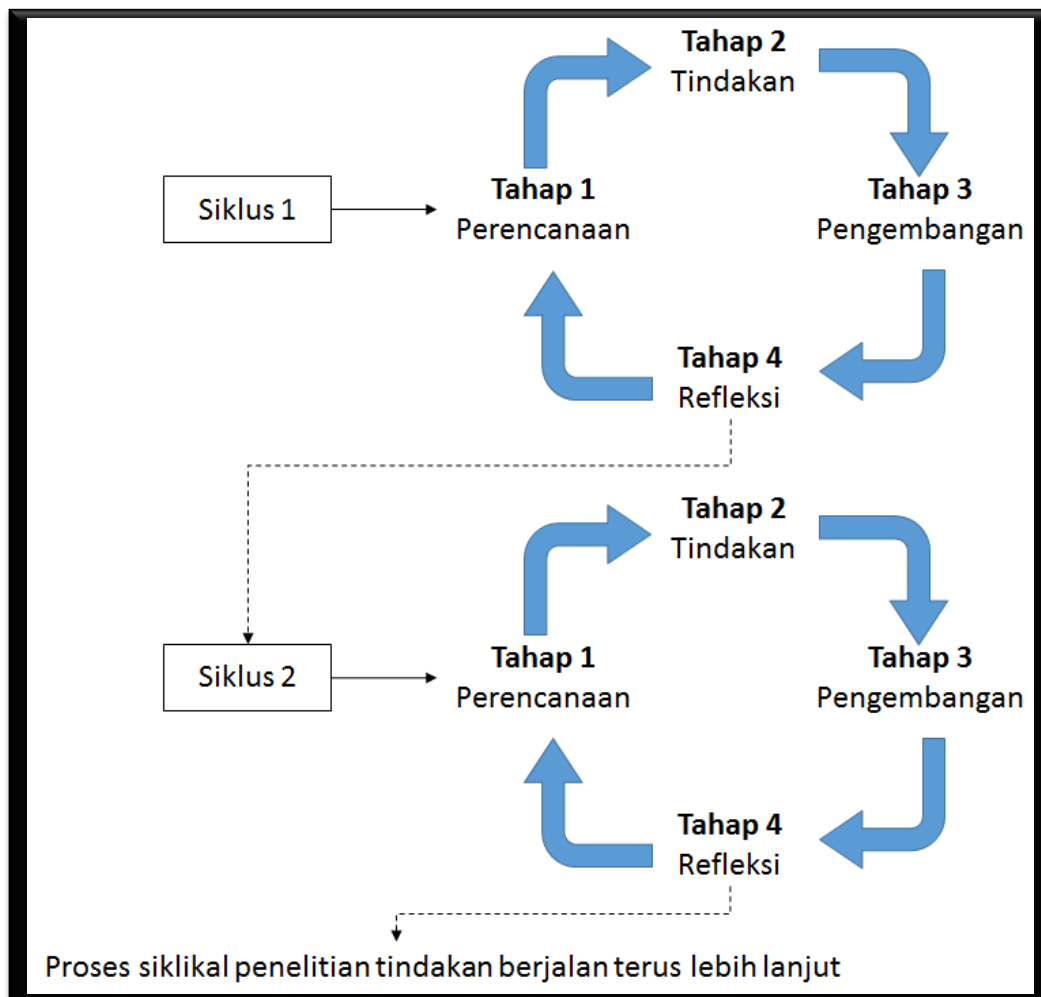 Tahap 2
Tindakan
Siklus 1
Tahap 1
Perencanaan
Tahap 3
Pengembangan
Tahap 4
Refleksi
Tahap 2
Tindakan
Siklus 2
Tahap 1
Perencanaan
Tahap 3
Pengembangan
Tahap 4
Refleksi
Proses siklikal penelitian tindakan berjalan terus lebih lanjut